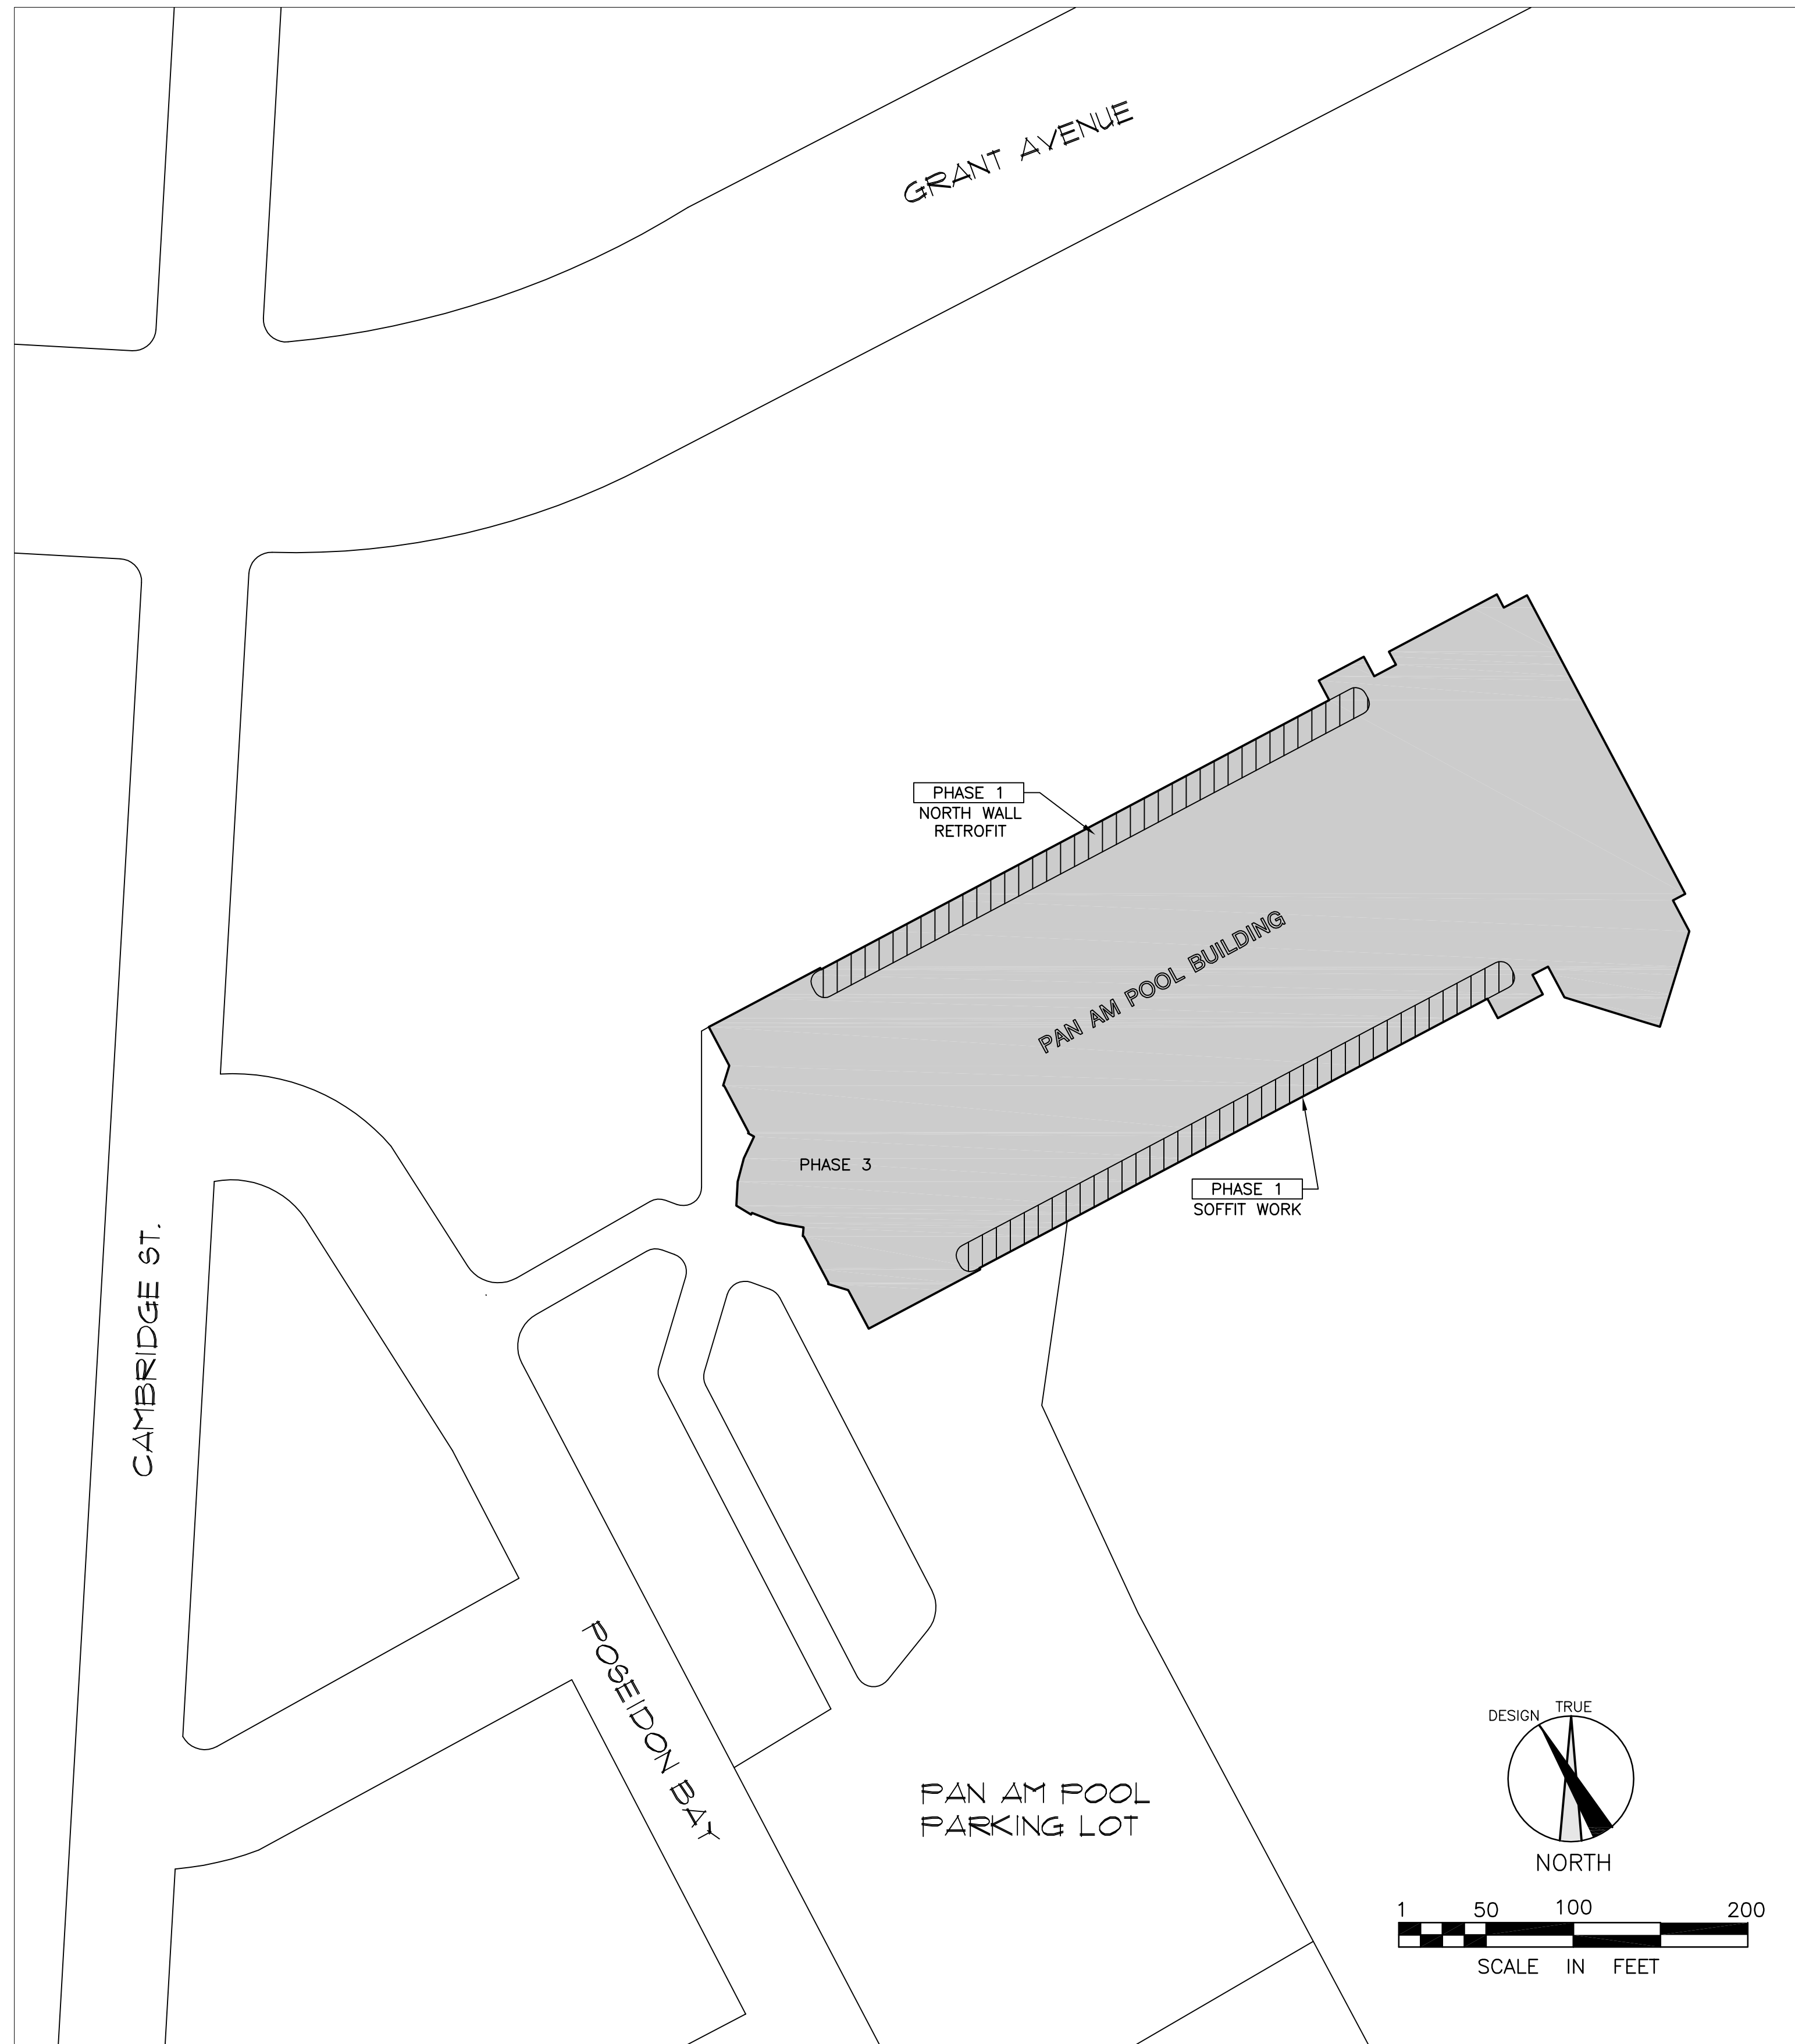 GRANT AVENUE
PHASE 1
NORTH WALL
RETROFIT
PAN AM POOL BUILDING
PHASE 3
PHASE 1
SOFFIT WORK
CAMBRIDGE ST.
POSEIDON BAY
PAN AM POOL
PARKING LOT
DESIGN TRUE
NORTH
1 50 100 200
SCALE IN FEET